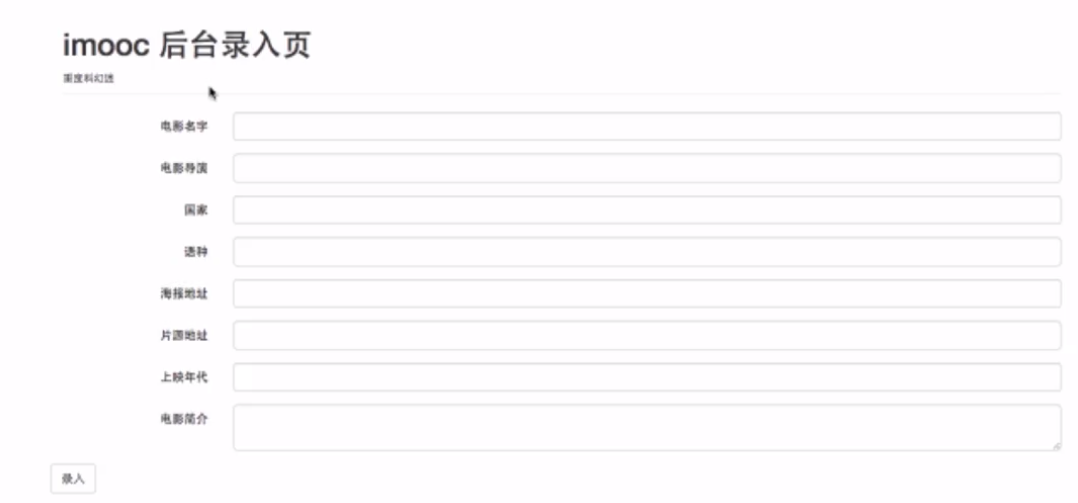 imooc 后台录入页
重度科幻迷
电影名字
电影导演
国家
语种
海报地址
片源地址
上映年代
电影简介
录入